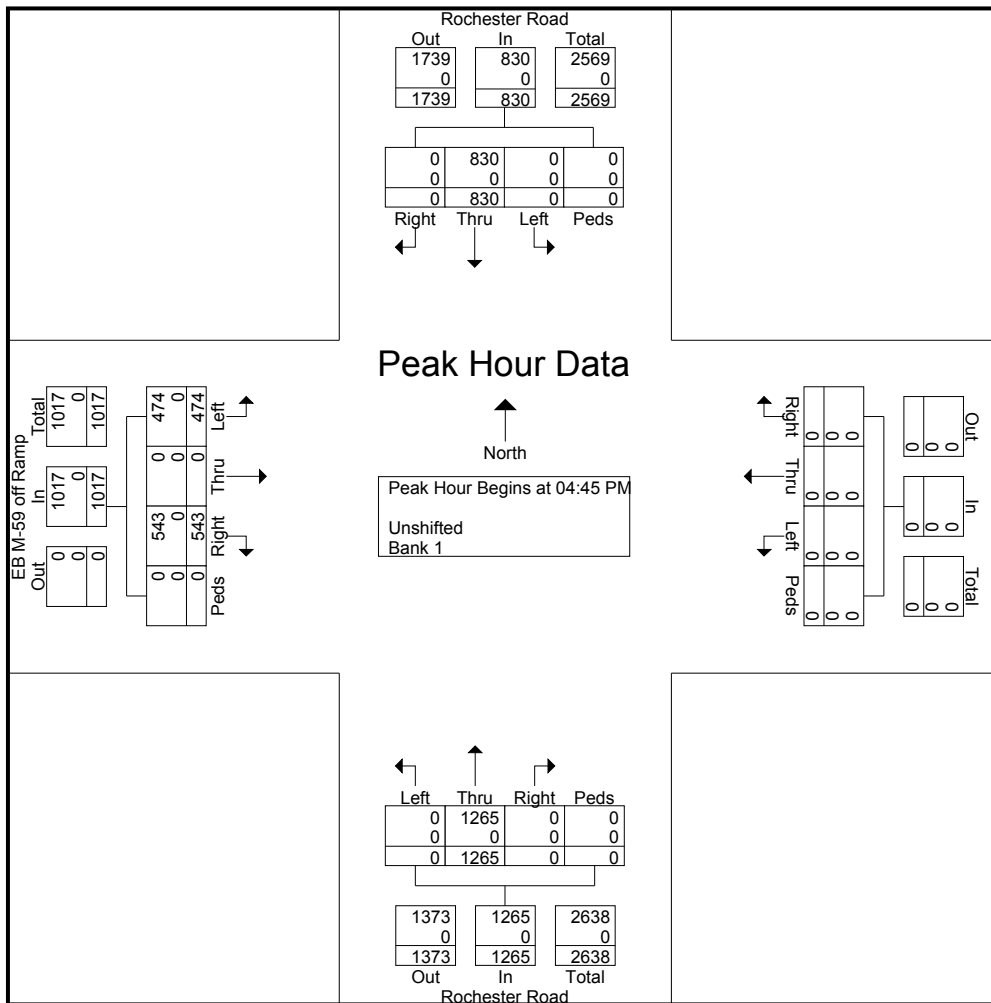 Rochester Road
Out In Total
1739 830 2569
0 0 0
1739 830 2569
0 830 0 0
0 0 0 0
0 830 0 0
Right Thru Left Peds
Peak Hour Data
North
Peak Hour Begins at 04:45 PM
Unshifted
Bank 1
EB M-59 off Ramp
Out In Total
0 1017 1017
0 0 0
0 1017 1017
0 543 0 474
0 0 0 0
0 543 0 474
Peds Right Thru Left
Out In Total
0 0 0
0 0 0
0 0 0
0 0 0 0
0 0 0 0
0 0 0 0
Right Thru Left Peds
Left Thru Right Peds
0 1265 0 0
0 0 0 0
0 1265 0 0
1373 1265 2638
0 0 0
1373 1265 2638
Out In Total
Rochester Road